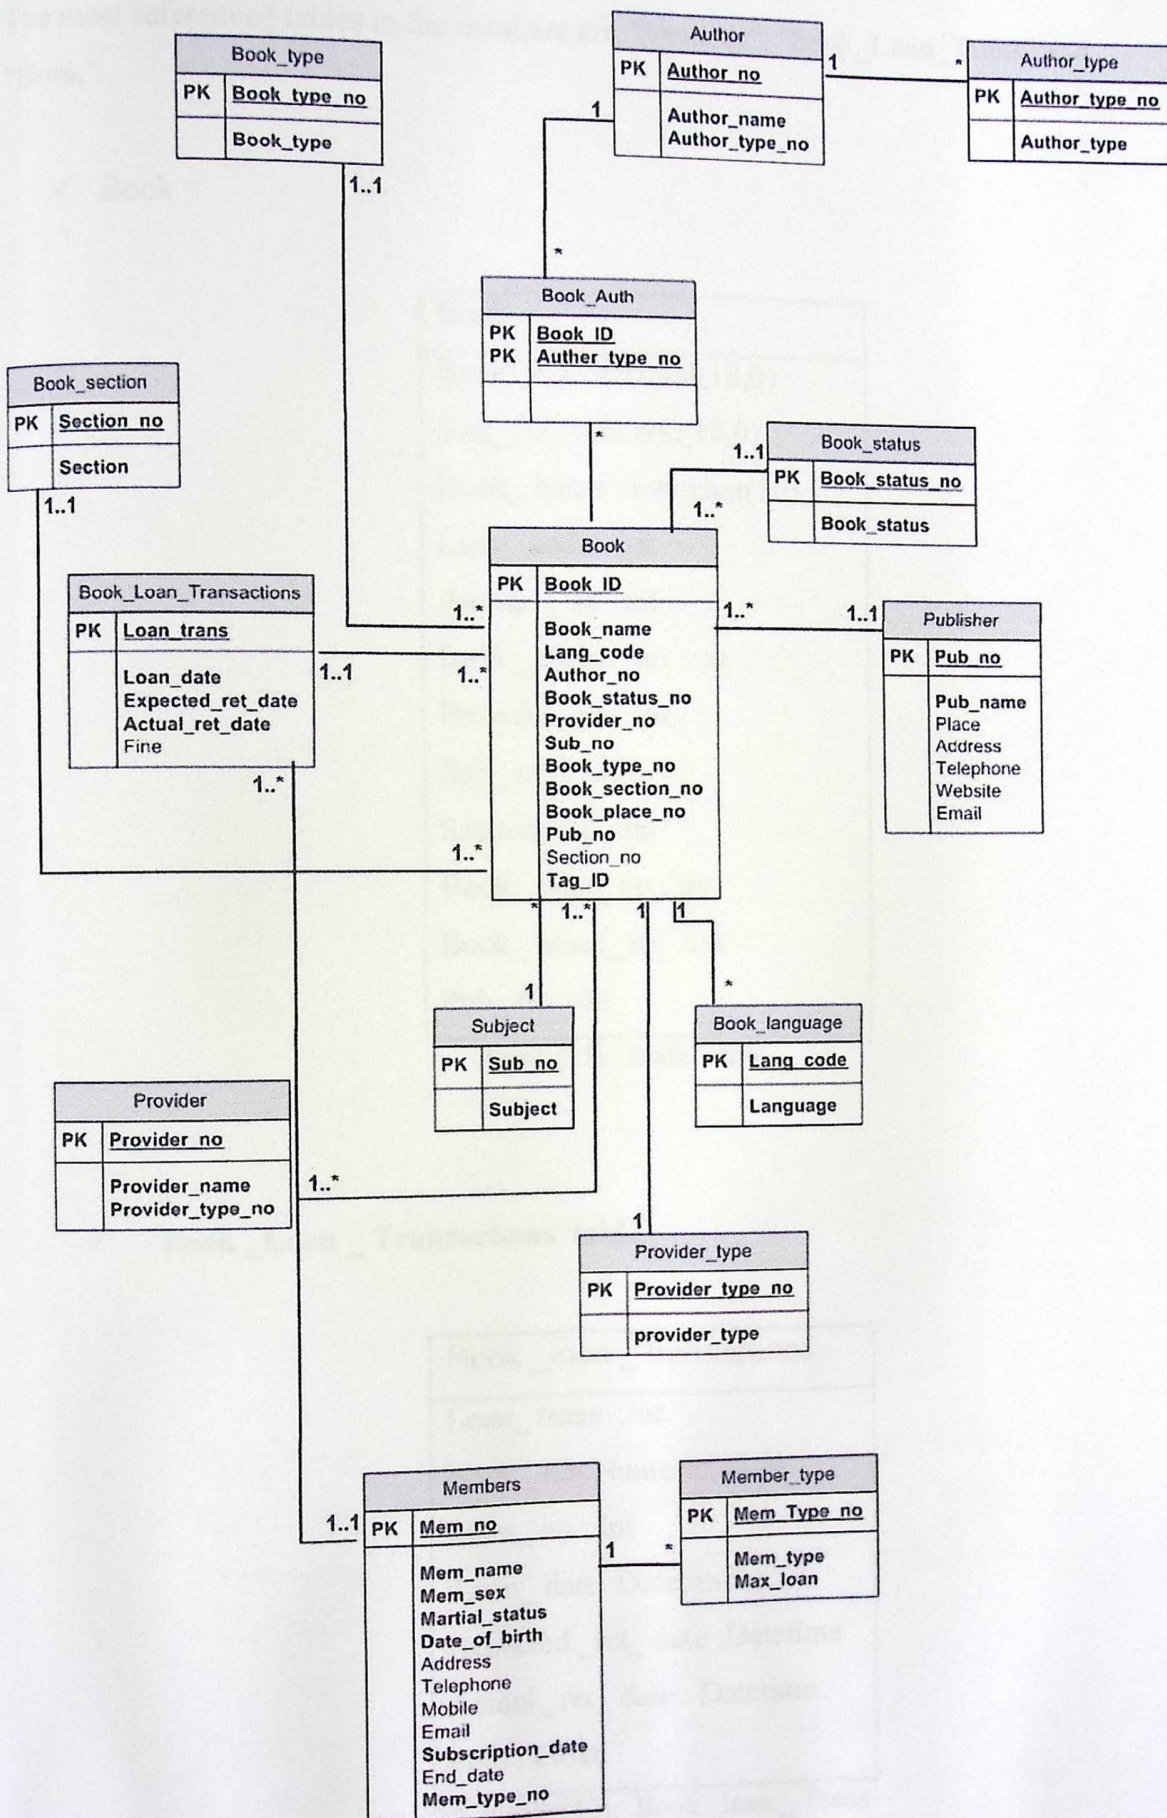 Book_type
PK Book_type_no
Book_type
1..1
Author
PK Author_no
Author_name
Author_type_no
1
*
Author_type
PK Author_type_no
Author_type
1
*
Book_Auth
PK Book_ID
PK Auther_type_no
*
Book_section
PK Section_no
Section
1..1
Book_status
PK Book_status_no
Book_status
1..1
1..*
Book
PK Book_ID
Book_name
Lang_code
Author_no
Book_status_no
Provider_no
Sub_no
Book_type_no
Book_section_no
Book_place_no
Pub_no
Section_no
Tag_ID
Book_Loan_Transactions
PK Loan_trans
Loan_date
Expected_ret_date
Actual_ret_date
Fine
1..*
1..1
1..*
1..*
1..*
1..*
1..1
Publisher
PK Pub_no
Pub_name
Place
Address
Telephone
Website
Email
*
1..*
1
1
1
*
Subject
PK Sub_no
Subject
Book_language
PK Lang_code
Language
Provider
PK Provider_no
Provider_name
Provider_type_no
1..*
1
Provider_type
PK Provider_type_no
provider_type
1..1
Members
PK Mem_no
Mem_name
Mem_sex
Martial_status
Date_of_birth
Address
Telephone
Mobile
Email
Subscription_date
End_date
Mem_type_no
1
*
Member_type
PK Mem_Type_no
Mem_type
Max_loan
Book